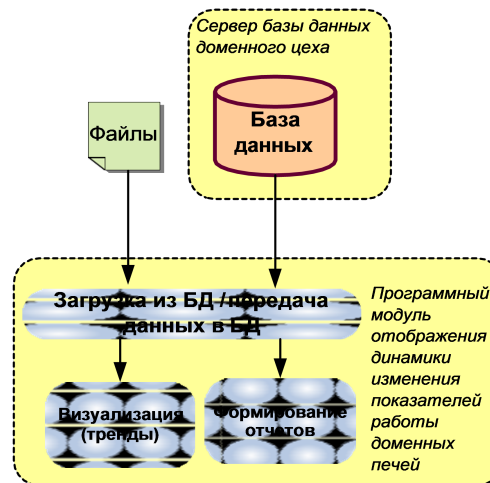 Сервер базы данных
доменного цеха
База
данных
Файлы
Загрузка из БД /передача
данных в БД
Программный
модуль
отображения
динамики
изменения
показателей
работы
доменных
печей
Визуализация
(тренды)
Формирование
отчетов